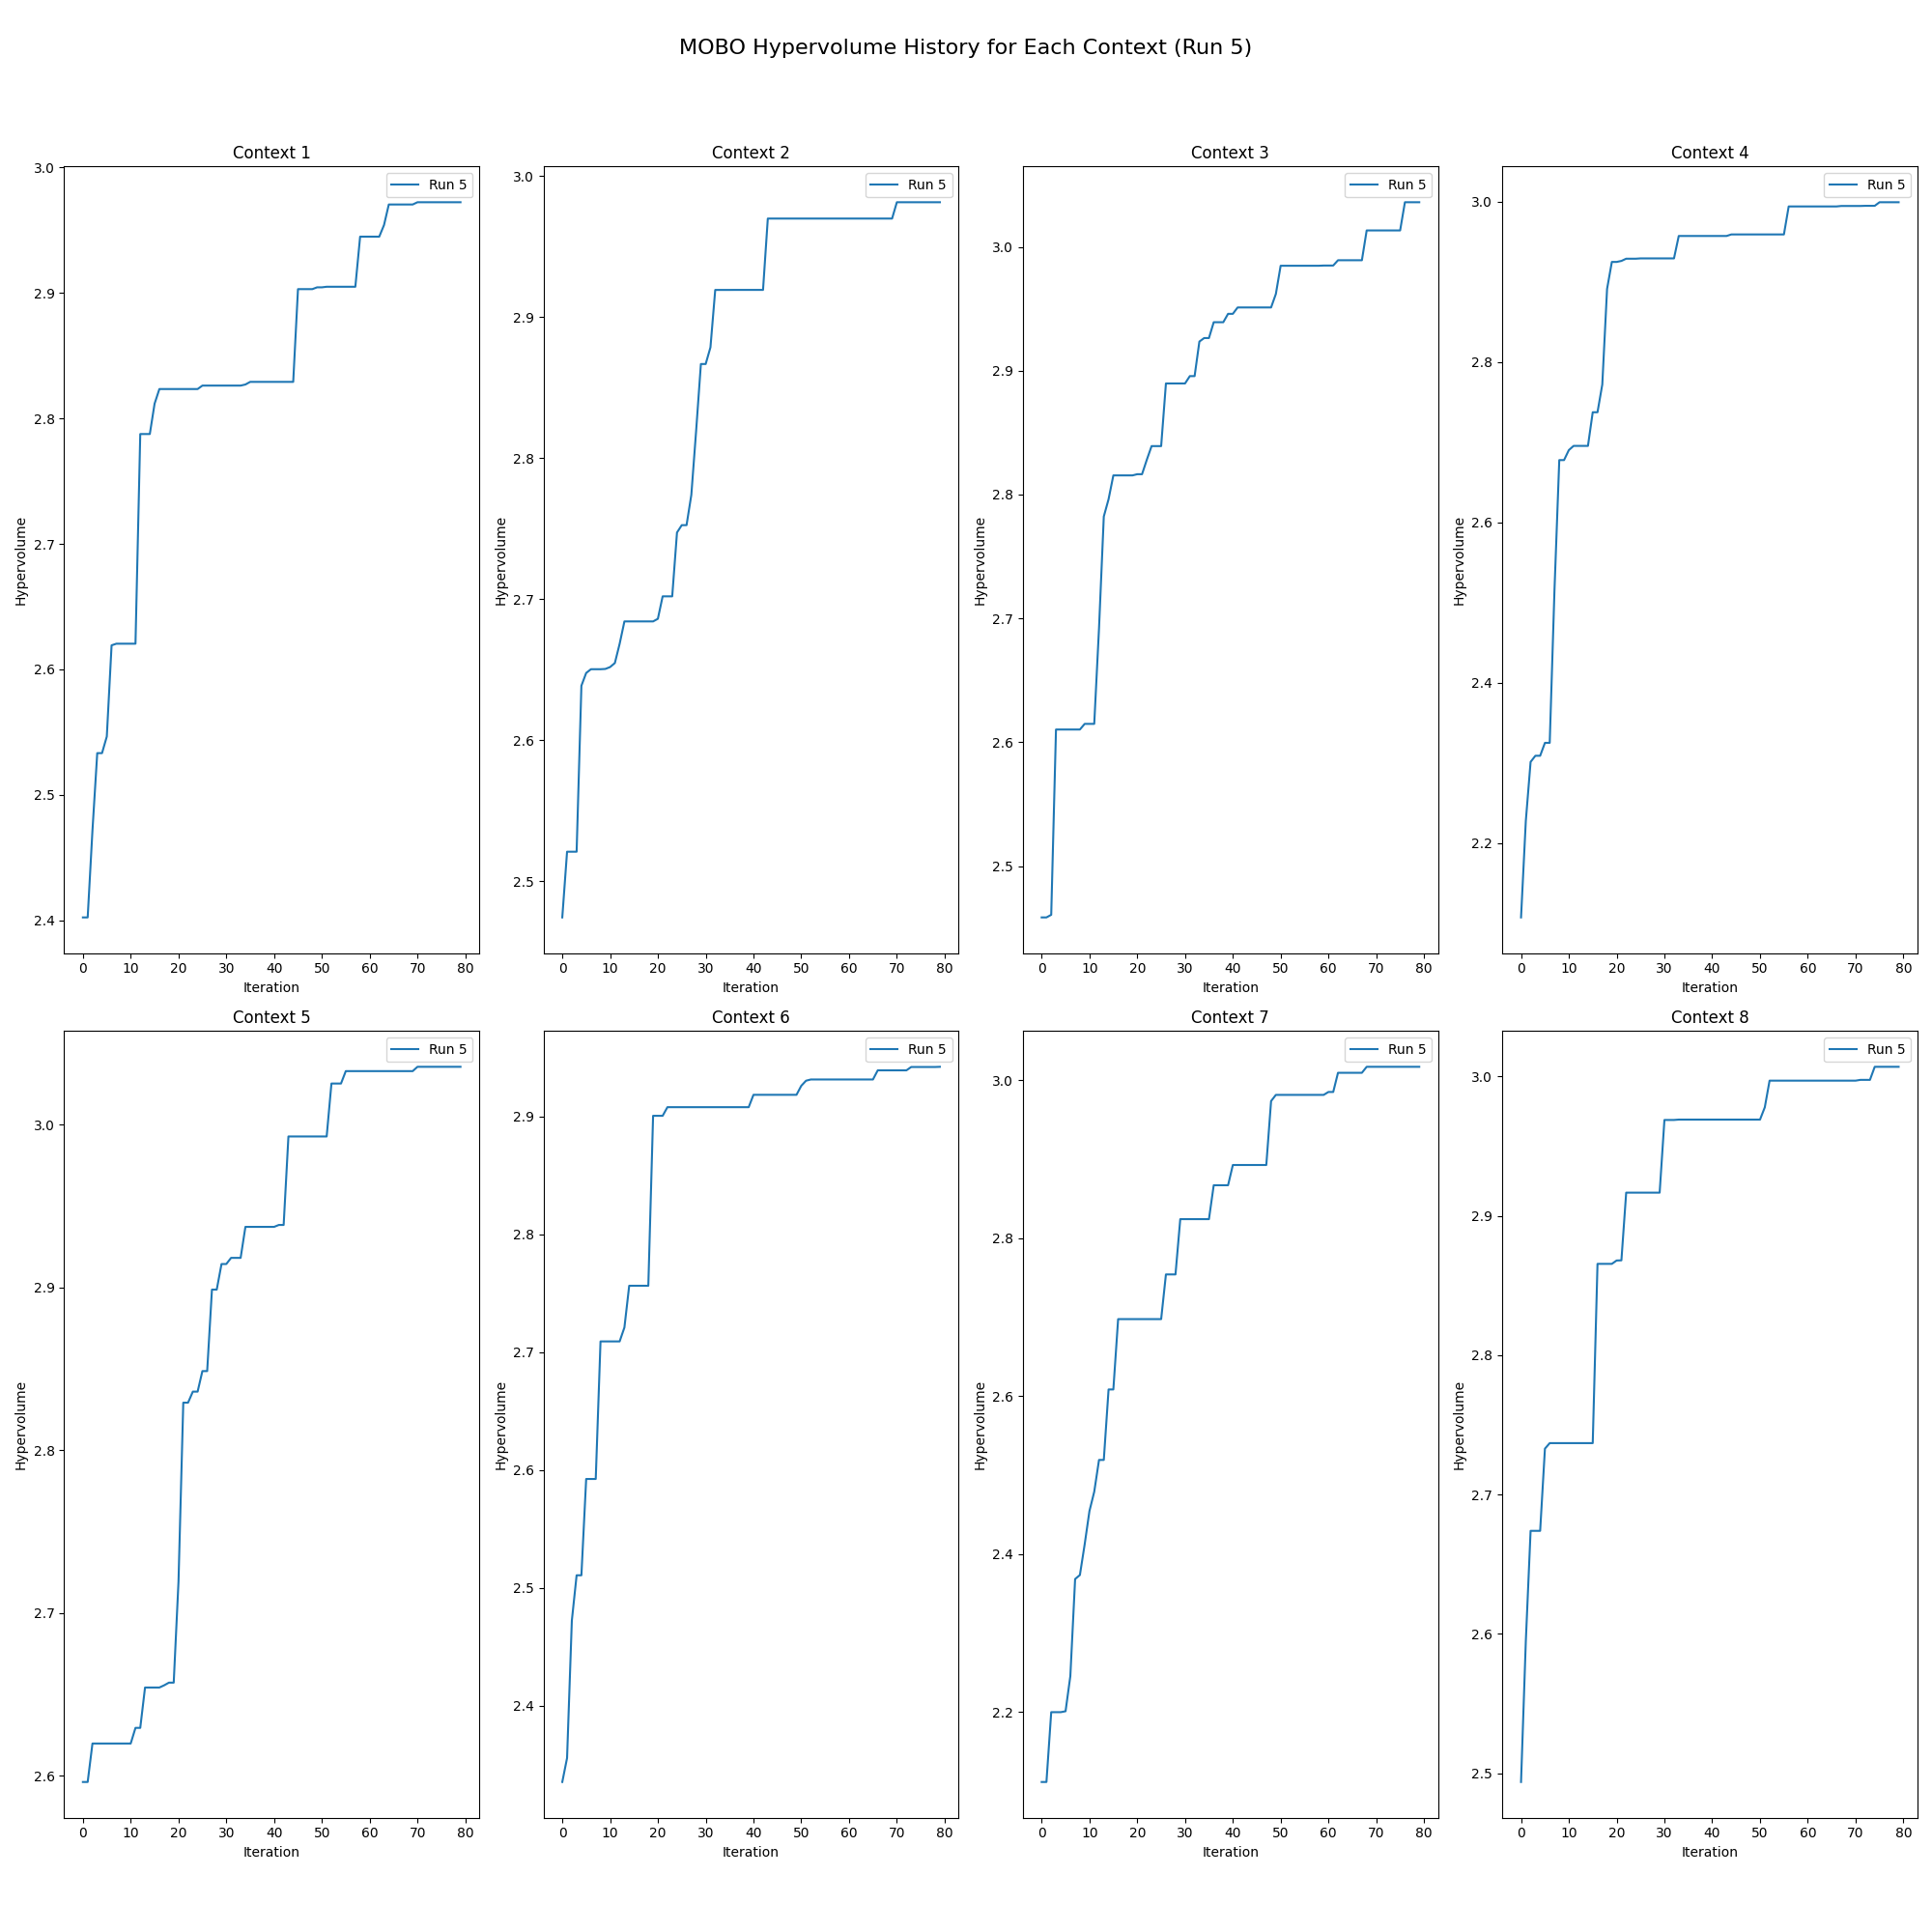 MOBO Hypervolume History for Each Context (Run 5)
Context 1
Run 5
3.0
2.9
2.8
2.7
2.6
2.5
2.4
Hypervolume
0 10 20 30 40 50 60 70 80
Iteration
Context 2
Run 5
3.0
2.9
2.8
2.7
2.6
2.5
Hypervolume
0 10 20 30 40 50 60 70 80
Iteration
Context 3
Run 5
3.0
2.9
2.8
2.7
2.6
2.5
Hypervolume
0 10 20 30 40 50 60 70 80
Iteration
Context 4
Run 5
3.0
2.8
2.6
2.4
2.2
Hypervolume
0 10 20 30 40 50 60 70 80
Iteration
Context 5
Run 5
3.0
2.9
2.8
2.7
2.6
Hypervolume
0 10 20 30 40 50 60 70 80
Iteration
Context 6
Run 5
2.9
2.8
2.7
2.6
2.5
2.4
Hypervolume
0 10 20 30 40 50 60 70 80
Iteration
Context 7
Run 5
3.0
2.8
2.6
2.4
2.2
Hypervolume
0 10 20 30 40 50 60 70 80
Iteration
Context 8
Run 5
3.0
2.9
2.8
2.7
2.6
2.5
Hypervolume
0 10 20 30 40 50 60 70 80
Iteration